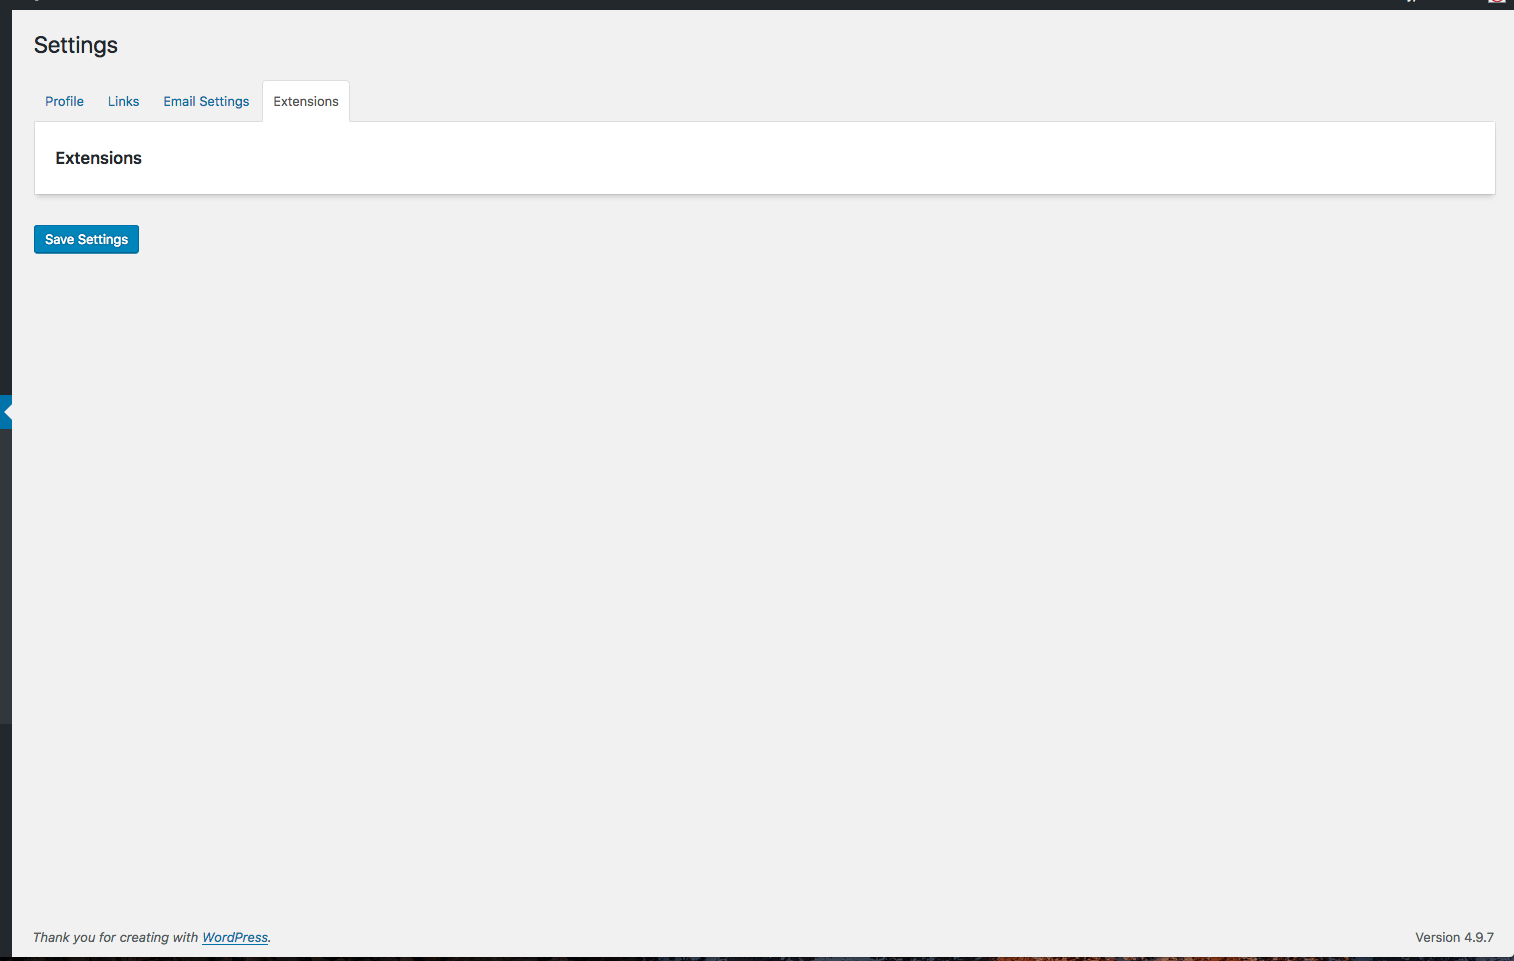 Settings
Profile Links Email Settings Extensions
Extensions
Save Settings
Thank you for creating with WordPress. Version 4.9.7